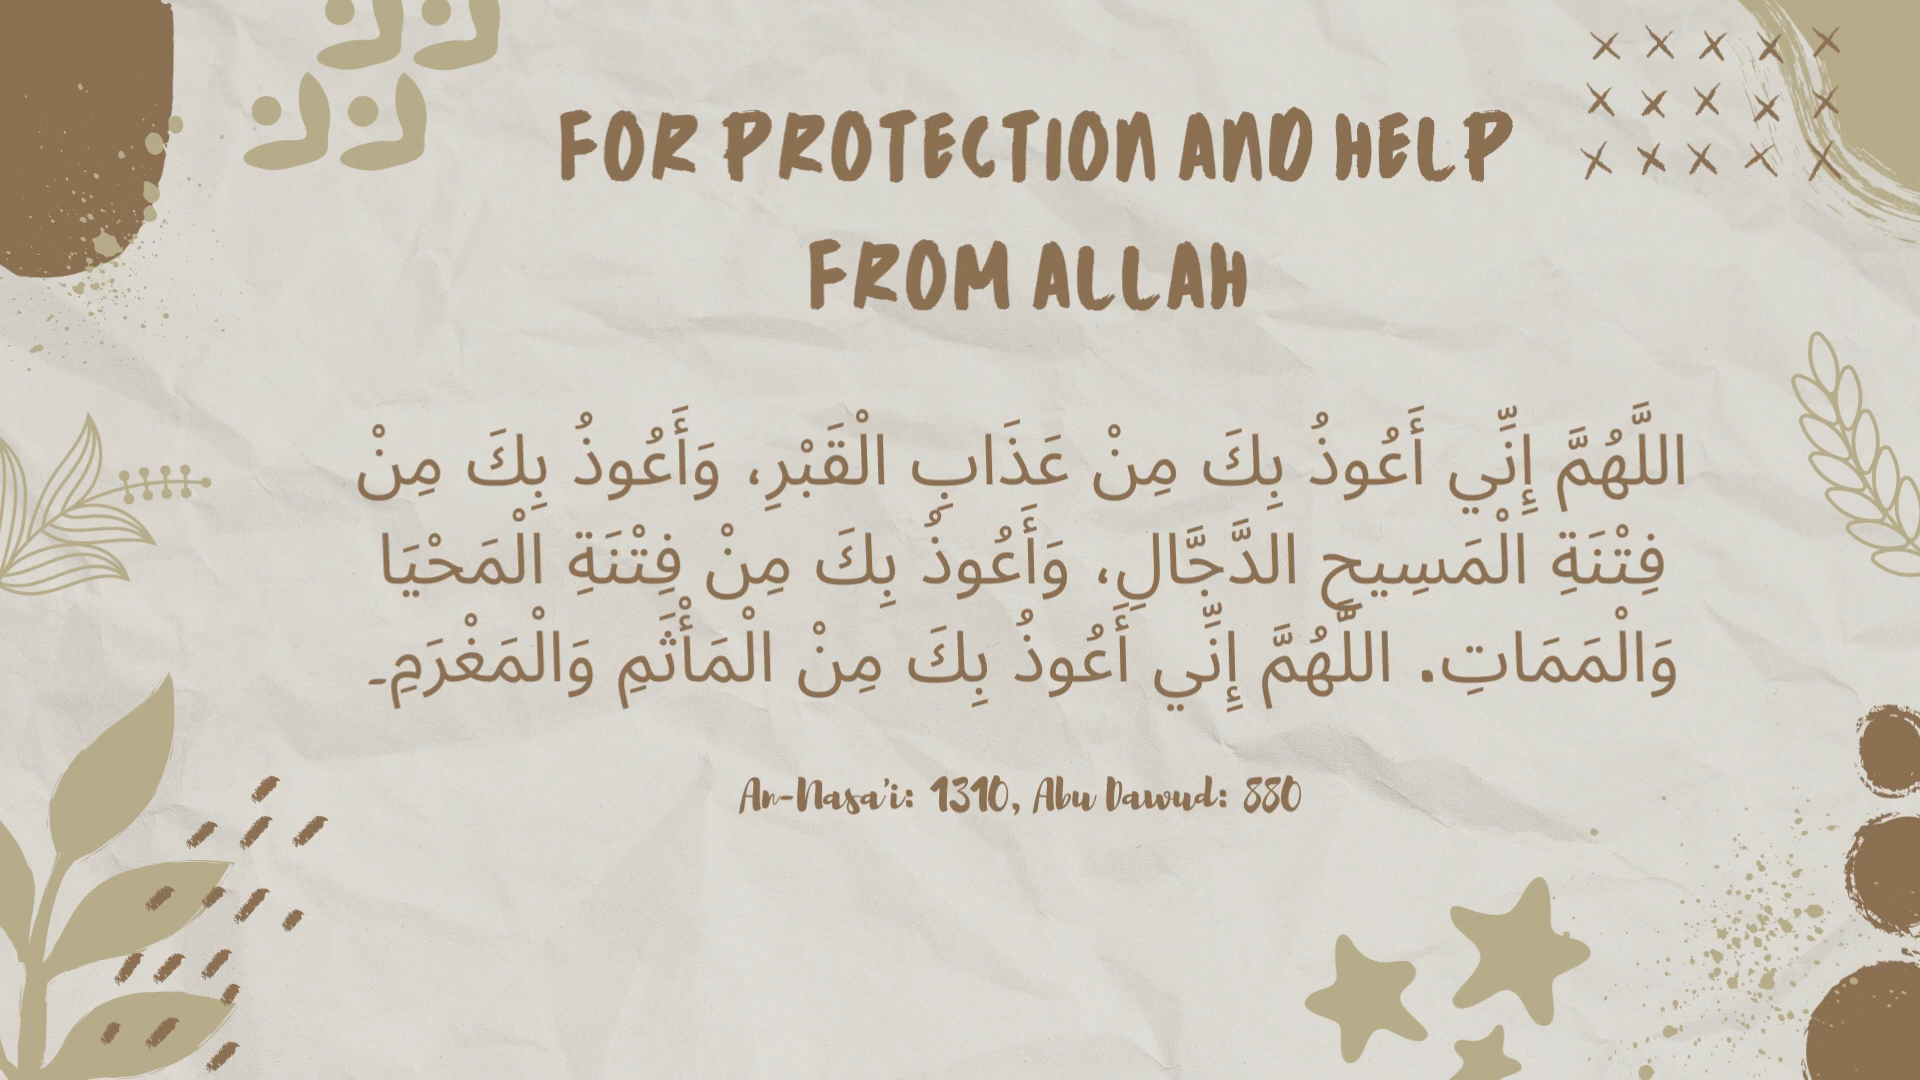 FOR PROTECTION AND HELP
FROM ALLAH
اللَّهُمَّ إِنِّي أَعُوذُ بِكَ مِنْ عَذَابِ الْقَبْرِ، وَأَعُوذُ بِكَ مِنْ
فِتْنَةِ الْمَسِيحِ الدَّجَّالِ، وَأَعُوذُ بِكَ مِنْ فِتْنَةِ الْمَحْيَا
وَالْمَمَاتِ. اللَّهُمَّ إِنِّي أَعُوذُ بِكَ مِنْ الْمَأْثَمِ وَالْمَغْرَمِ۔
An-Nasa'i: 1310, Abu Dawud: 880